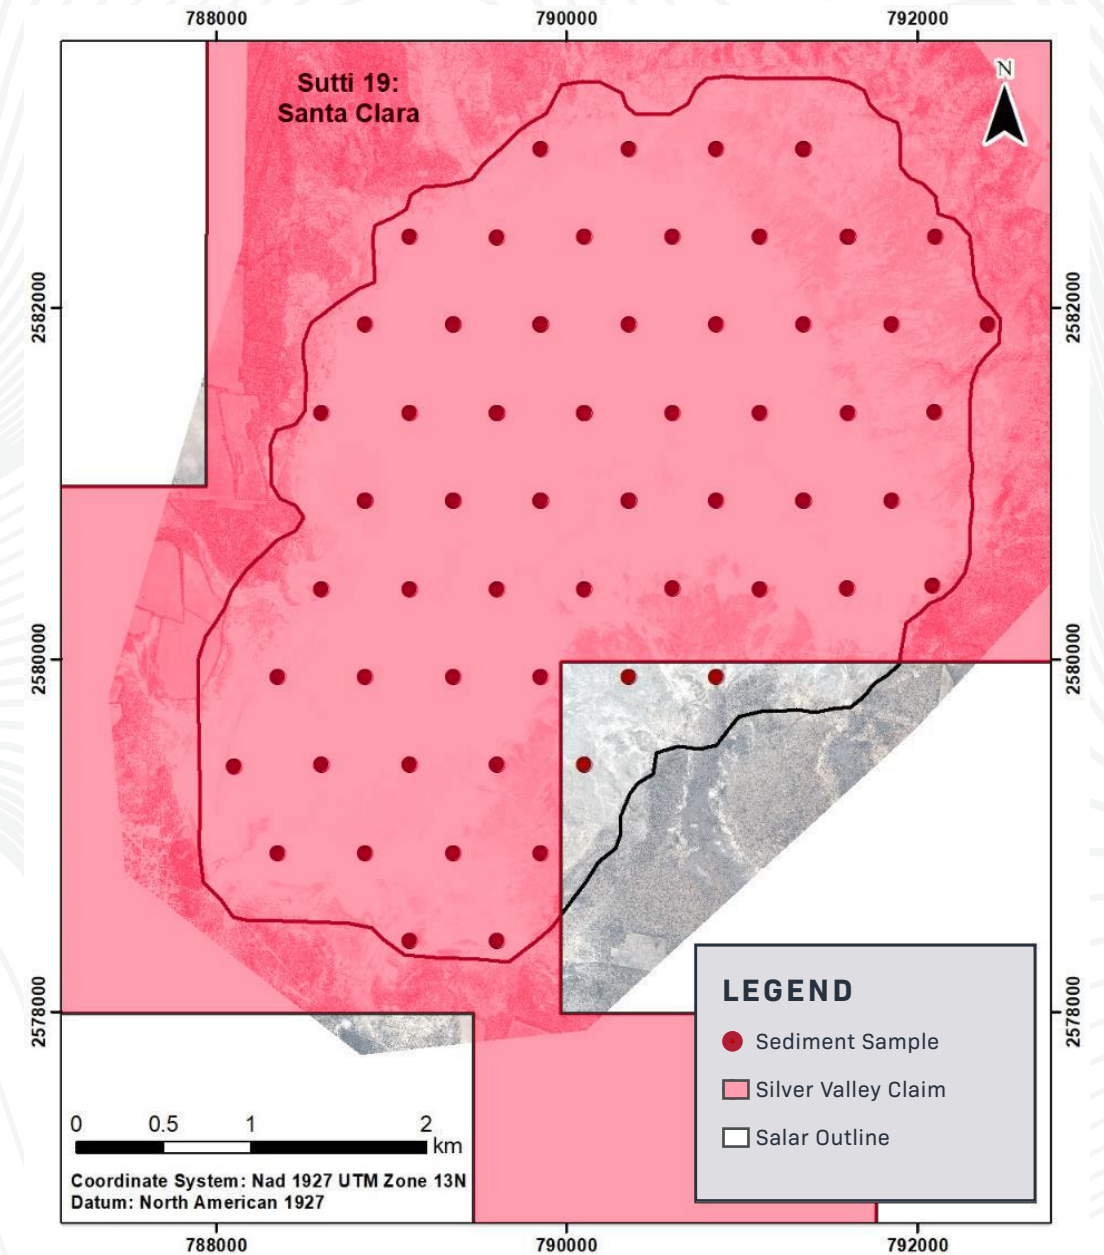 788000
790000
792000
Sutti 19:
Santa Clara
N
2582000
2582000
2580000
2580000
2578000
2578000
LEGEND
Sediment Sample
Silver Valley Claim
Salar Outline
0 0.5 1 2
km
Coordinate System: Nad 1927 UTM Zone 13N
Datum: North American 1927
788000
790000
792000